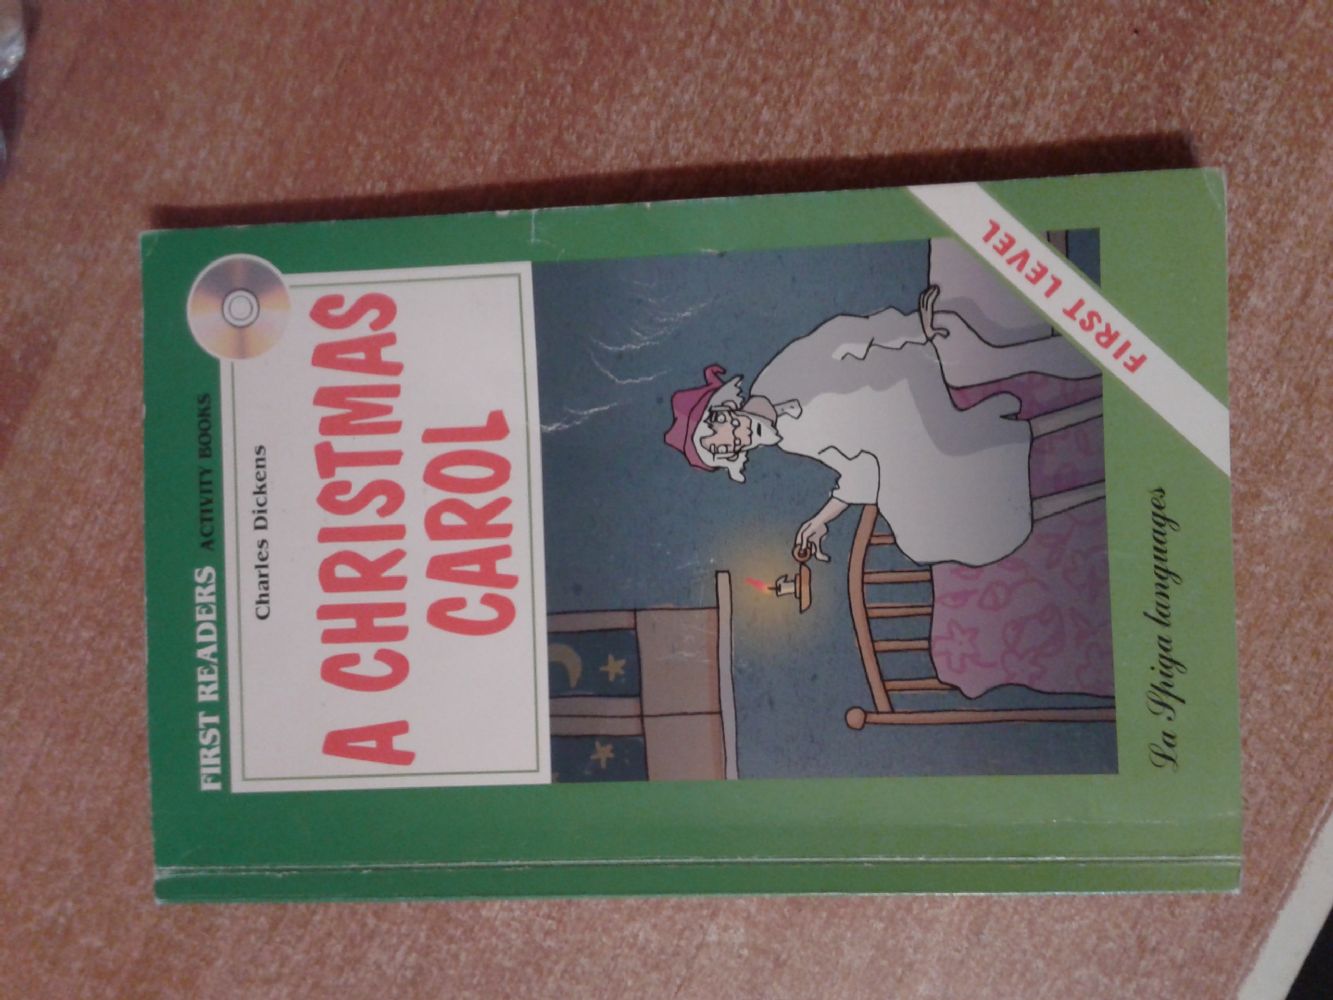 FIRST READERS ACTIVITY BOOKS
Charles Dickens
A CHRISTMAS
CAROL
FIRST LEVEL
La Spiga languages